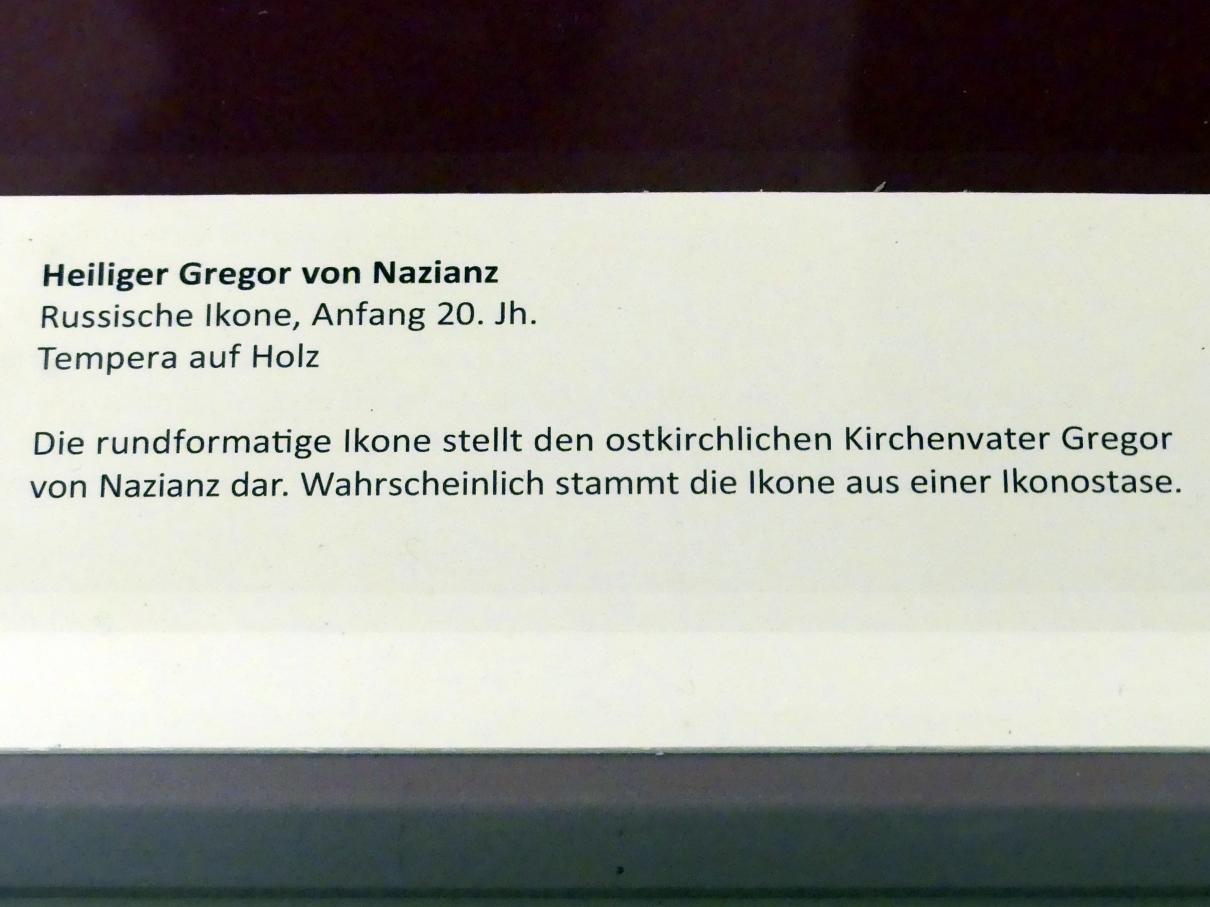 Heiliger Gregor von Nazianz
Russische Ikone, Anfang 20. Jh.
Tempera auf Holz
Die rundformatige Ikone stellt den ostkirchlichen Kirchenvater Gregor
von Nazianz dar. Wahrscheinlich stammt die Ikone aus einer Ikonostase.